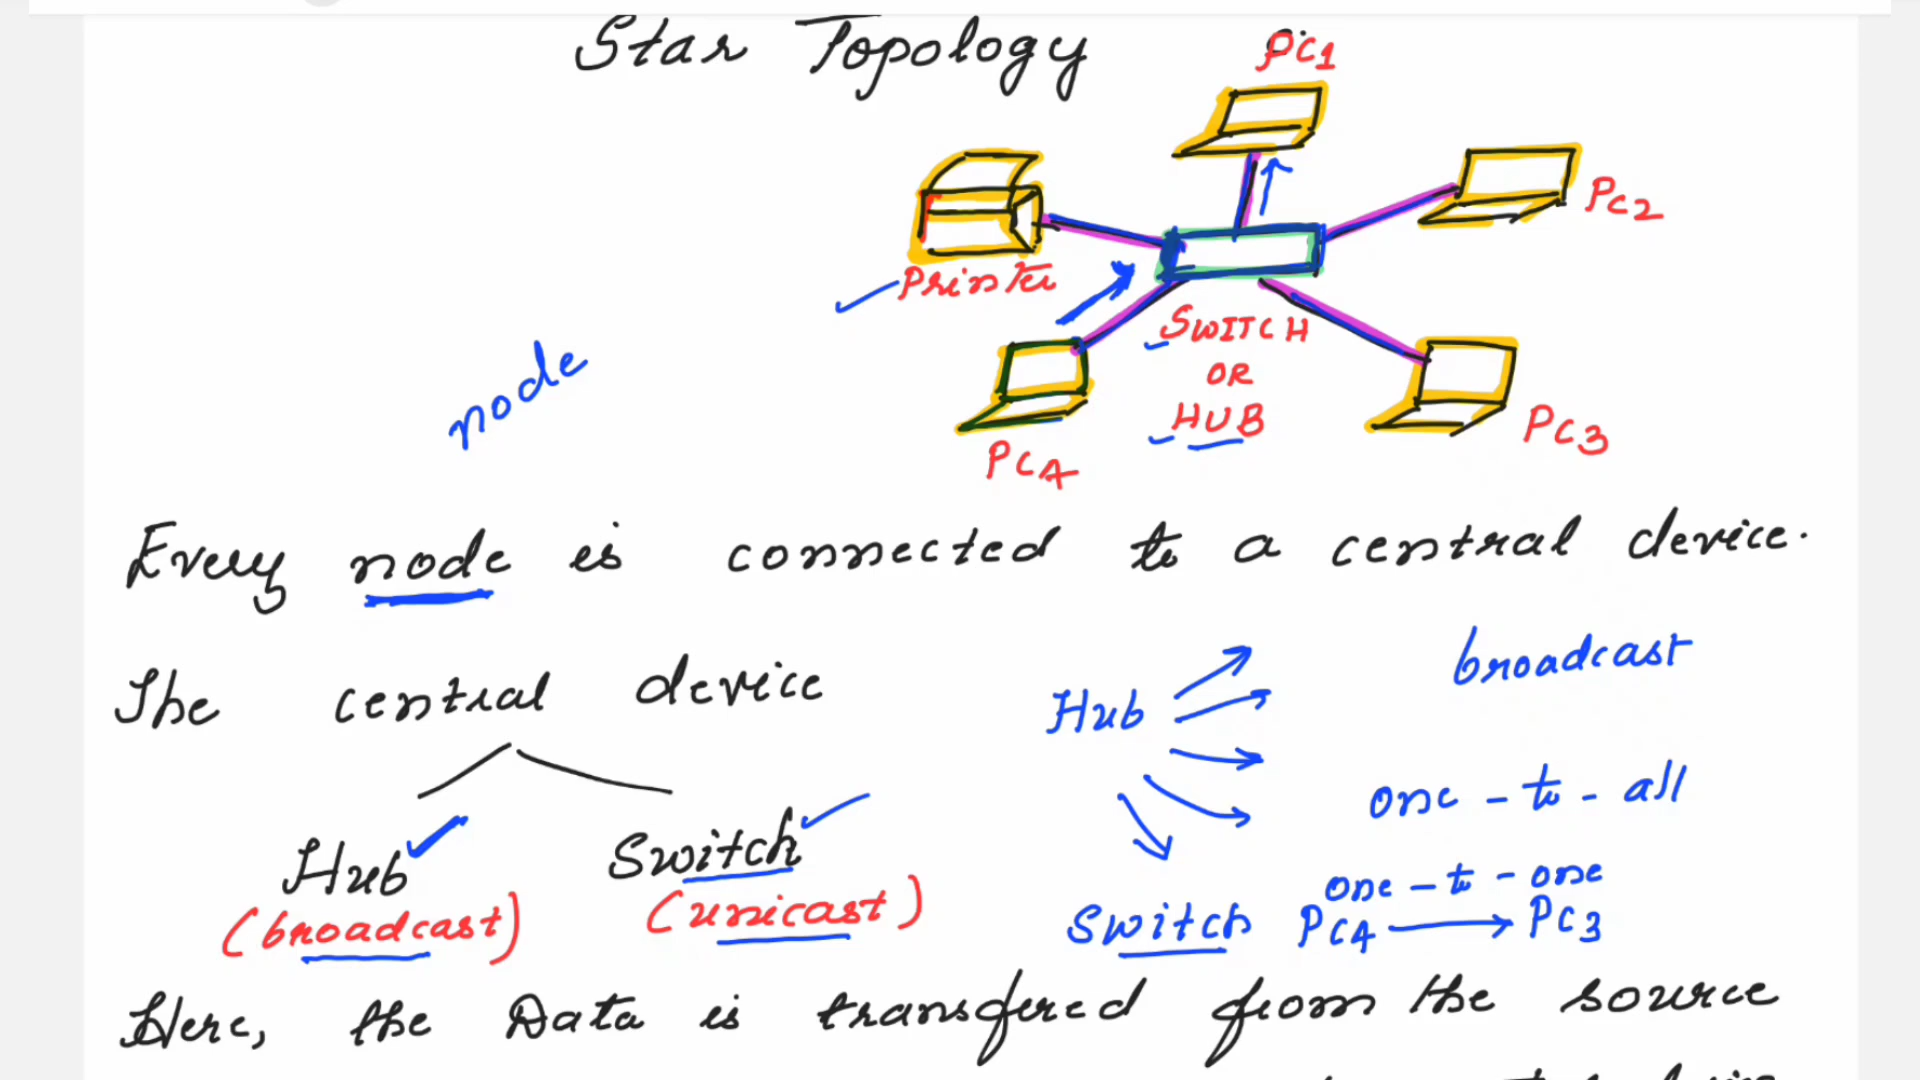 Star Topology
PC1
PC2
Printer
SWITCH
OR
HUB
node
PC4
PC3
Every node is connected to a central device.
The central device
Hub
broadcast
one-to-all
Hub
(broadcast)
Switch
(unicast)
one-to-one
Switch PC4 → PC3
Here, the Data is transfered from the source